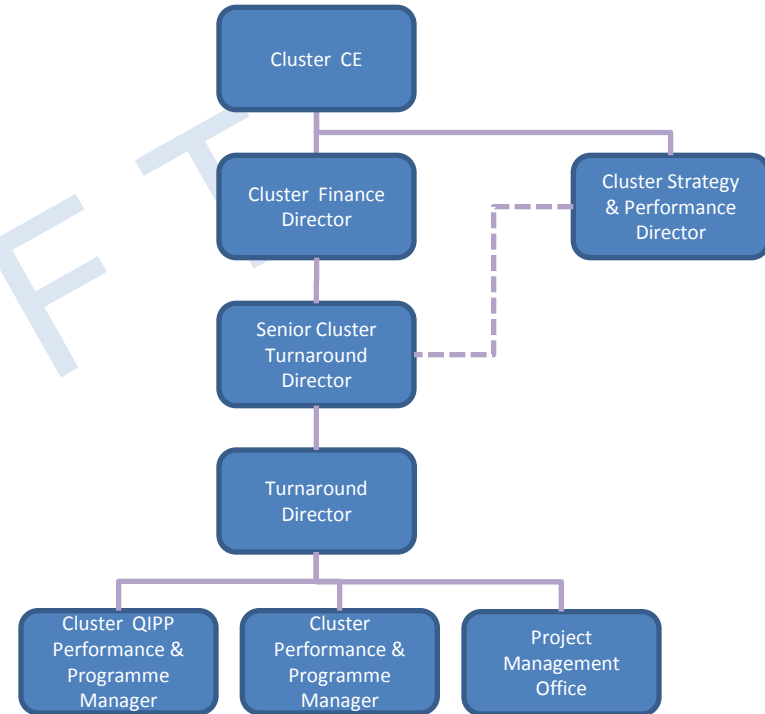 Cluster CE
Cluster Finance
Director
Cluster Strategy
& Performance
Director
Senior Cluster
Turnaround
Director
Turnaround
Director
Cluster QIPP
Performance &
Programme
Manager
Cluster
Performance &
Programme
Manager
Project
Management
Office
F T